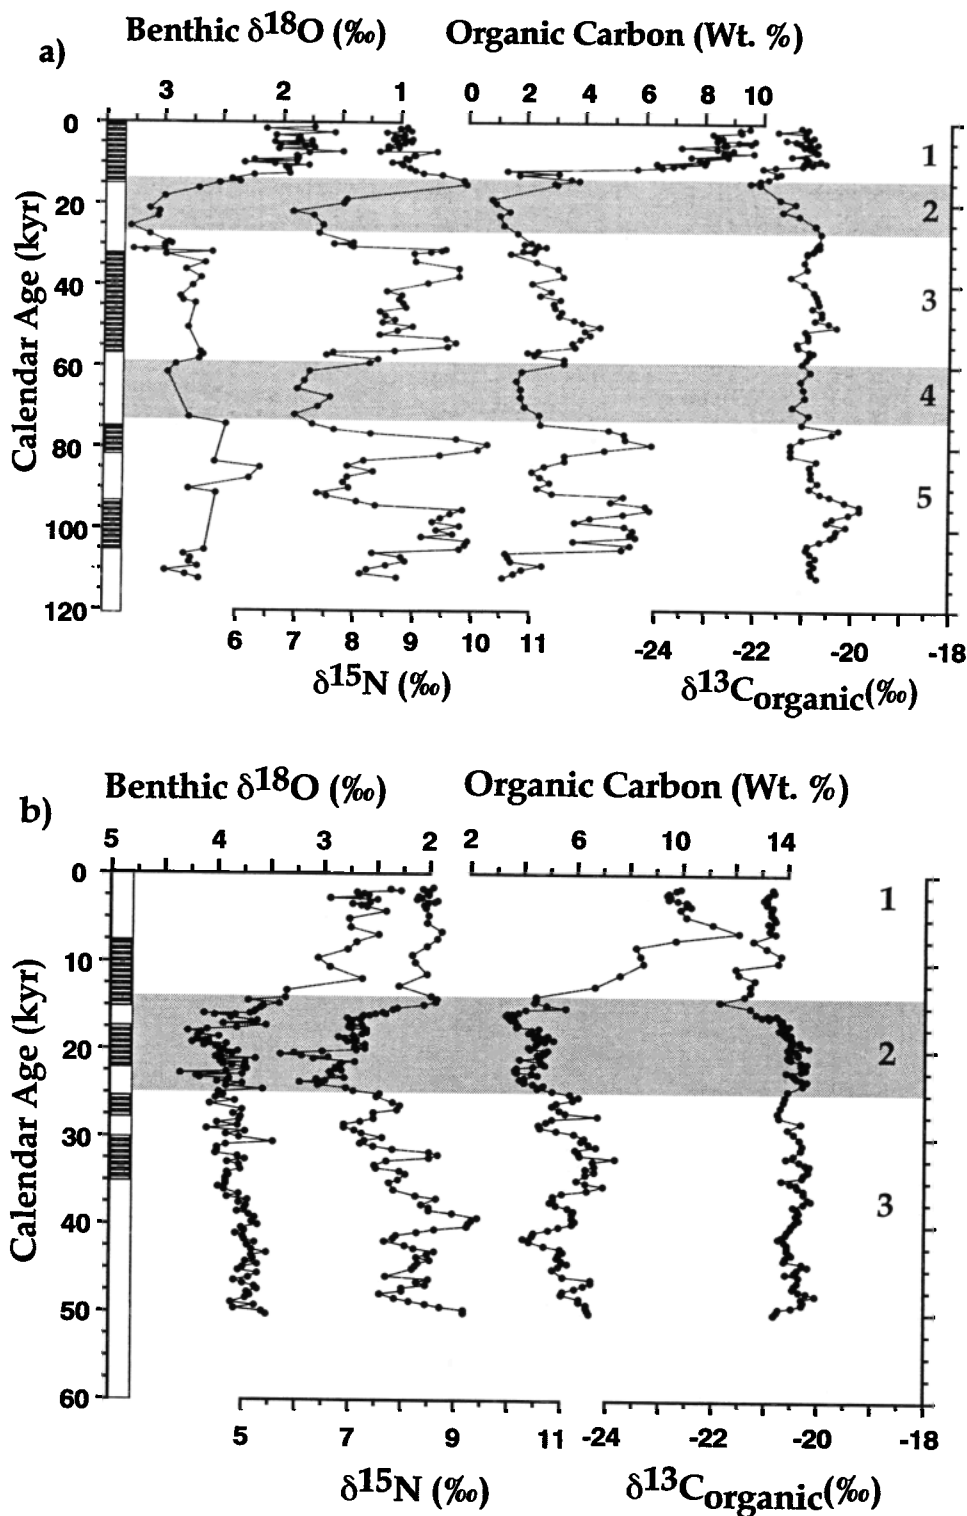 a)
Benthic δ18O (‰) Organic Carbon (Wt. %)
3 2 1 0 2 4 6 8 10
0
20
40
60
80
100
120
Calendar Age (kyr)
1
2
3
4
5
6 7 8 9 10 11 -24 -22 -20 -18
δ15N (‰) δ13Corganic(‰)
b)
Benthic δ18O (‰) Organic Carbon (Wt. %)
5 4 3 2 2 6 10 14
0
10
20
30
40
50
60
Calendar Age (kyr)
1
2
3
5 7 9 11 -24 -22 -20 -18
δ15N (‰) δ13Corganic(‰)